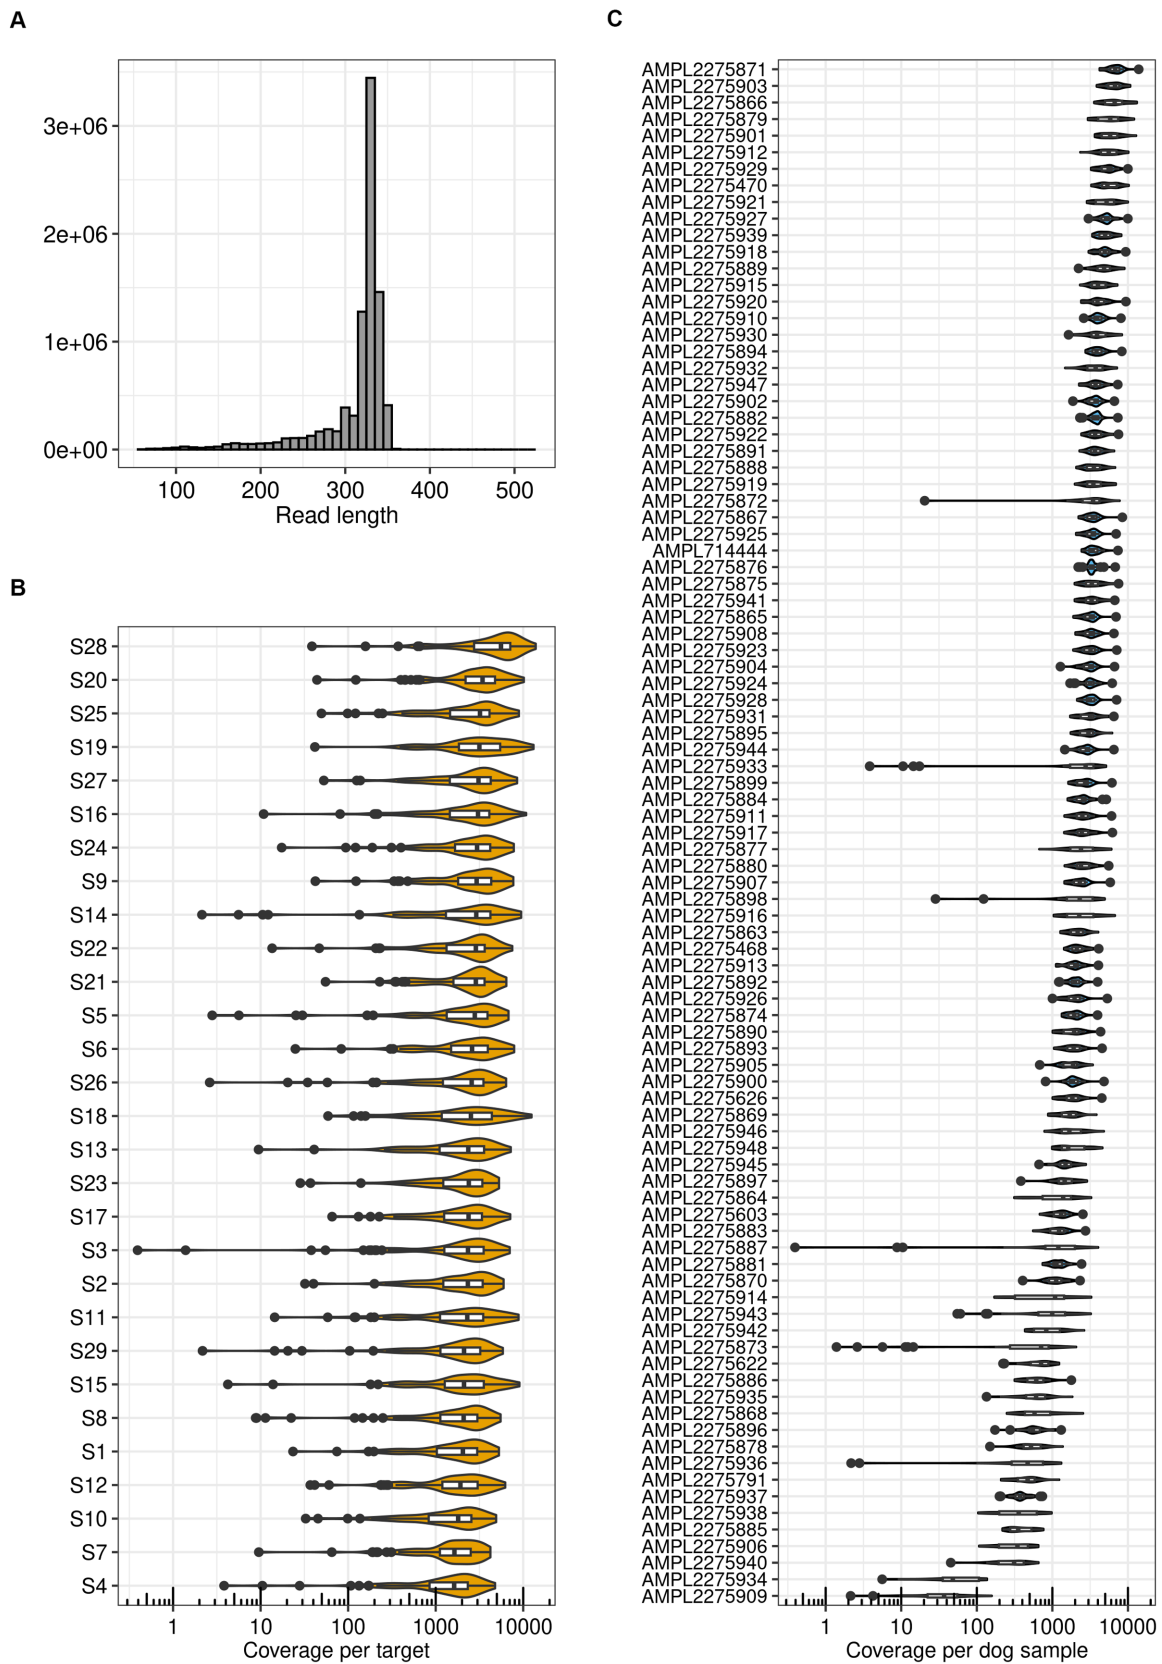 A
3e+06
2e+06
1e+06
0e+00
100 200 300 400 500
Read length
B
S28
S20
S25
S19
S27
S16
S24
S9
S14
S22
S21
S5
S6
S26
S18
S13
S23
S17
S3
S2
S11
S29
S15
S8
S1
S12
S10
S7
S4
1 10 100 1000 10000
Coverage per target
C
AMPL2275871
AMPL2275903
AMPL2275866
AMPL2275879
AMPL2275901
AMPL2275912
AMPL2275929
AMPL2275470
AMPL2275921
AMPL2275927
AMPL2275939
AMPL2275918
AMPL2275889
AMPL2275915
AMPL2275920
AMPL2275910
AMPL2275930
AMPL2275894
AMPL2275932
AMPL2275947
AMPL2275902
AMPL2275882
AMPL2275922
AMPL2275891
AMPL2275888
AMPL2275919
AMPL2275872
AMPL2275867
AMPL2275925
AMPL714444
AMPL2275876
AMPL2275875
AMPL2275941
AMPL2275865
AMPL2275908
AMPL2275923
AMPL2275904
AMPL2275924
AMPL2275928
AMPL2275931
AMPL2275895
AMPL2275944
AMPL2275933
AMPL2275899
AMPL2275884
AMPL2275911
AMPL2275917
AMPL2275877
AMPL2275880
AMPL2275907
AMPL2275898
AMPL2275916
AMPL2275863
AMPL2275468
AMPL2275913
AMPL2275892
AMPL2275926
AMPL2275874
AMPL2275890
AMPL2275893
AMPL2275905
AMPL2275900
AMPL2275626
AMPL2275869
AMPL2275946
AMPL2275948
AMPL2275945
AMPL2275897
AMPL2275864
AMPL2275603
AMPL2275883
AMPL2275887
AMPL2275881
AMPL2275870
AMPL2275914
AMPL2275943
AMPL2275942
AMPL2275873
AMPL2275622
AMPL2275886
AMPL2275935
AMPL2275868
AMPL2275896
AMPL2275878
AMPL2275936
AMPL2275791
AMPL2275937
AMPL2275938
AMPL2275885
AMPL2275906
AMPL2275940
AMPL2275934
AMPL2275909
1 10 100 1000 10000
Coverage per dog sample